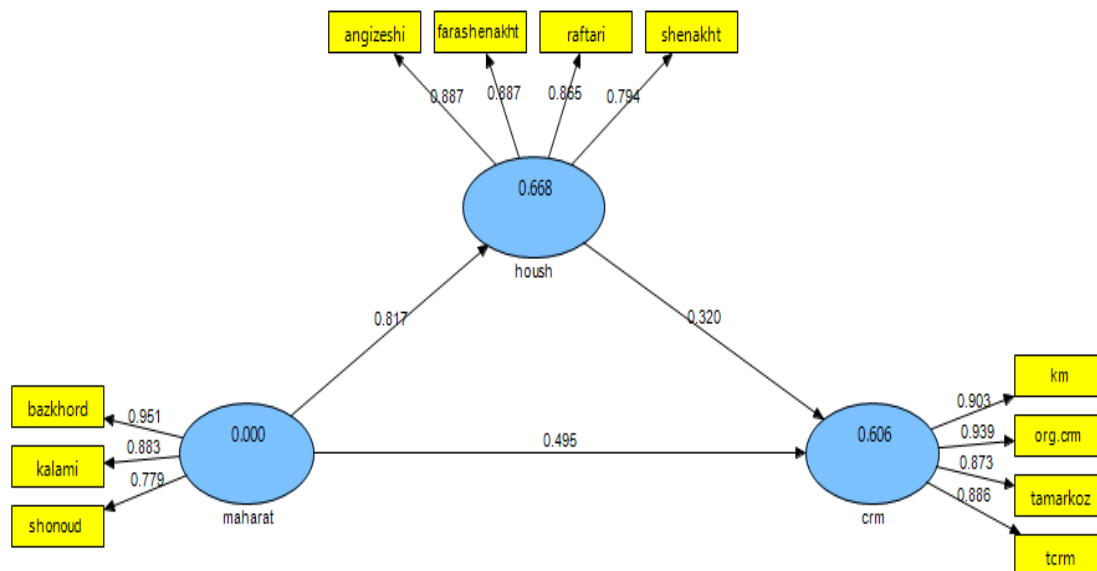 angizeshi
farashenakht
raftari
shenakht
0.887
0.887
0.865
0.794
0.668
housh
0.817
0.320
bazkhord
kalami
shonoud
0.951
0.883
0.779
0.000
maharat
0.495
0.606
crm
0.903
0.939
0.873
0.886
km
org.crm
tamarkoz
tcrm